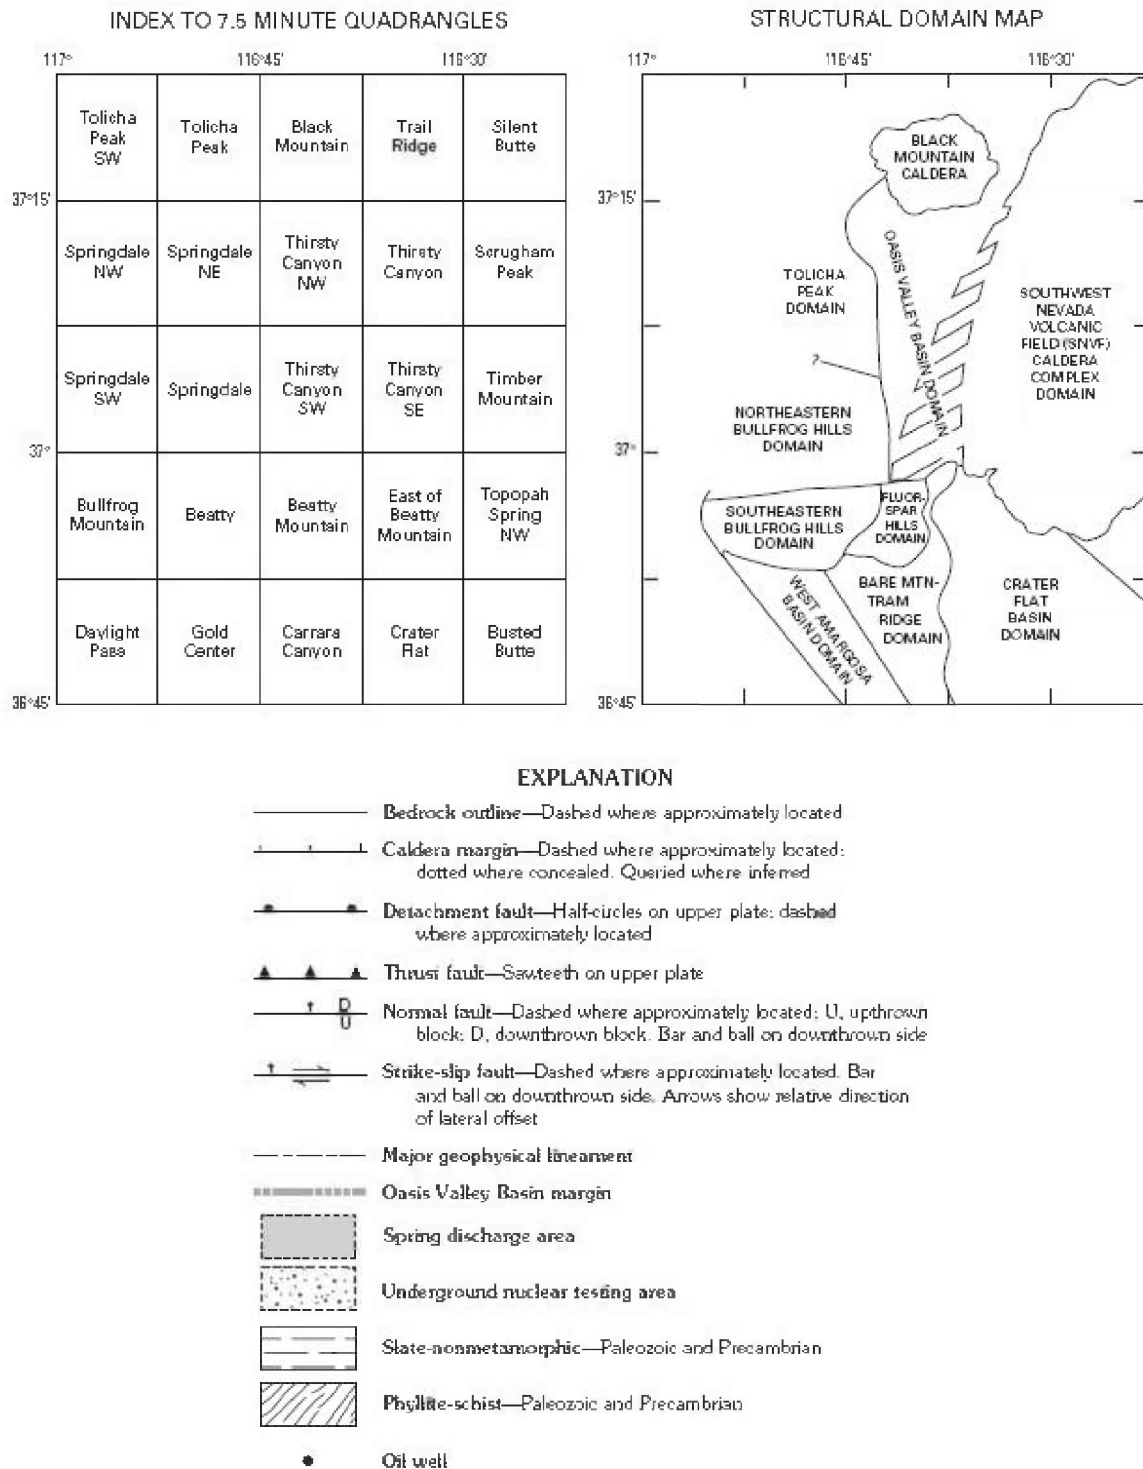 INDEX TO 7.5 MINUTE QUADRANGLES
117°
116°45'
116°30'
37°15'
37°
36°45'
Tolicha
Peak
SW
Tolicha
Peak
Black
Mountain
Trail
Ridge
Silent
Butte
Springdale
NW
Springdale
NE
Thirsty
Canyon
NW
Thirsty
Canyon
Scrugham
Peak
Springdale
SW
Springdale
Thirsty
Canyon
SW
Thirsty
Canyon
SE
Timber
Mountain
Bullfrog
Mountain
Beatty
Beatty
Mountain
East of
Beatty
Mountain
Topopah
Spring
NW
Daylight
Pass
Gold
Center
Carrara
Canyon
Crater
Flat
Busted
Butte
STRUCTURAL DOMAIN MAP
117°
116°45'
116°30'
37°15'
37°
36°45'
BLACK
MOUNTAIN
CALDERA
TOLICHA
PEAK
DOMAIN
OASIS VALLEY BASIN DOMAIN
SOUTHWEST
NEVADA
VOLCANIC
FIELD (SNVF)
CALDERA
COMPLEX
DOMAIN
?
NORTHEASTERN
BULLFROG HILLS
DOMAIN
SOUTHEASTERN
BULLFROG HILLS
DOMAIN
FLUOR-
SPAR
HILLS
DOMAIN
WEST AMARGOSA
BASIN DOMAIN
BARE MTN-
TRAM
RIDGE
DOMAIN
CRATER
FLAT
BASIN
DOMAIN
EXPLANATION
Bedrock outline—Dashed where approximately located
Caldera margin—Dashed where approximately located;
dotted where concealed. Queried where inferred
Detachment fault—Half-circles on upper plate; dashed
where approximately located
Thrust fault—Sawteeth on upper plate
D
U
Normal fault—Dashed where approximately located; U, upthrown
block; D, downthrown block. Bar and ball on downthrown side
Strike-slip fault—Dashed where approximately located. Bar
and ball on downthrown side. Arrows show relative direction
of lateral offset
Major geophysical lineament
Oasis Valley Basin margin
Spring discharge area
Underground nuclear testing area
Slate-nonmetamorphic—Paleozoic and Precambrian
Phyllite-schist—Paleozoic and Precambrian
Oil well